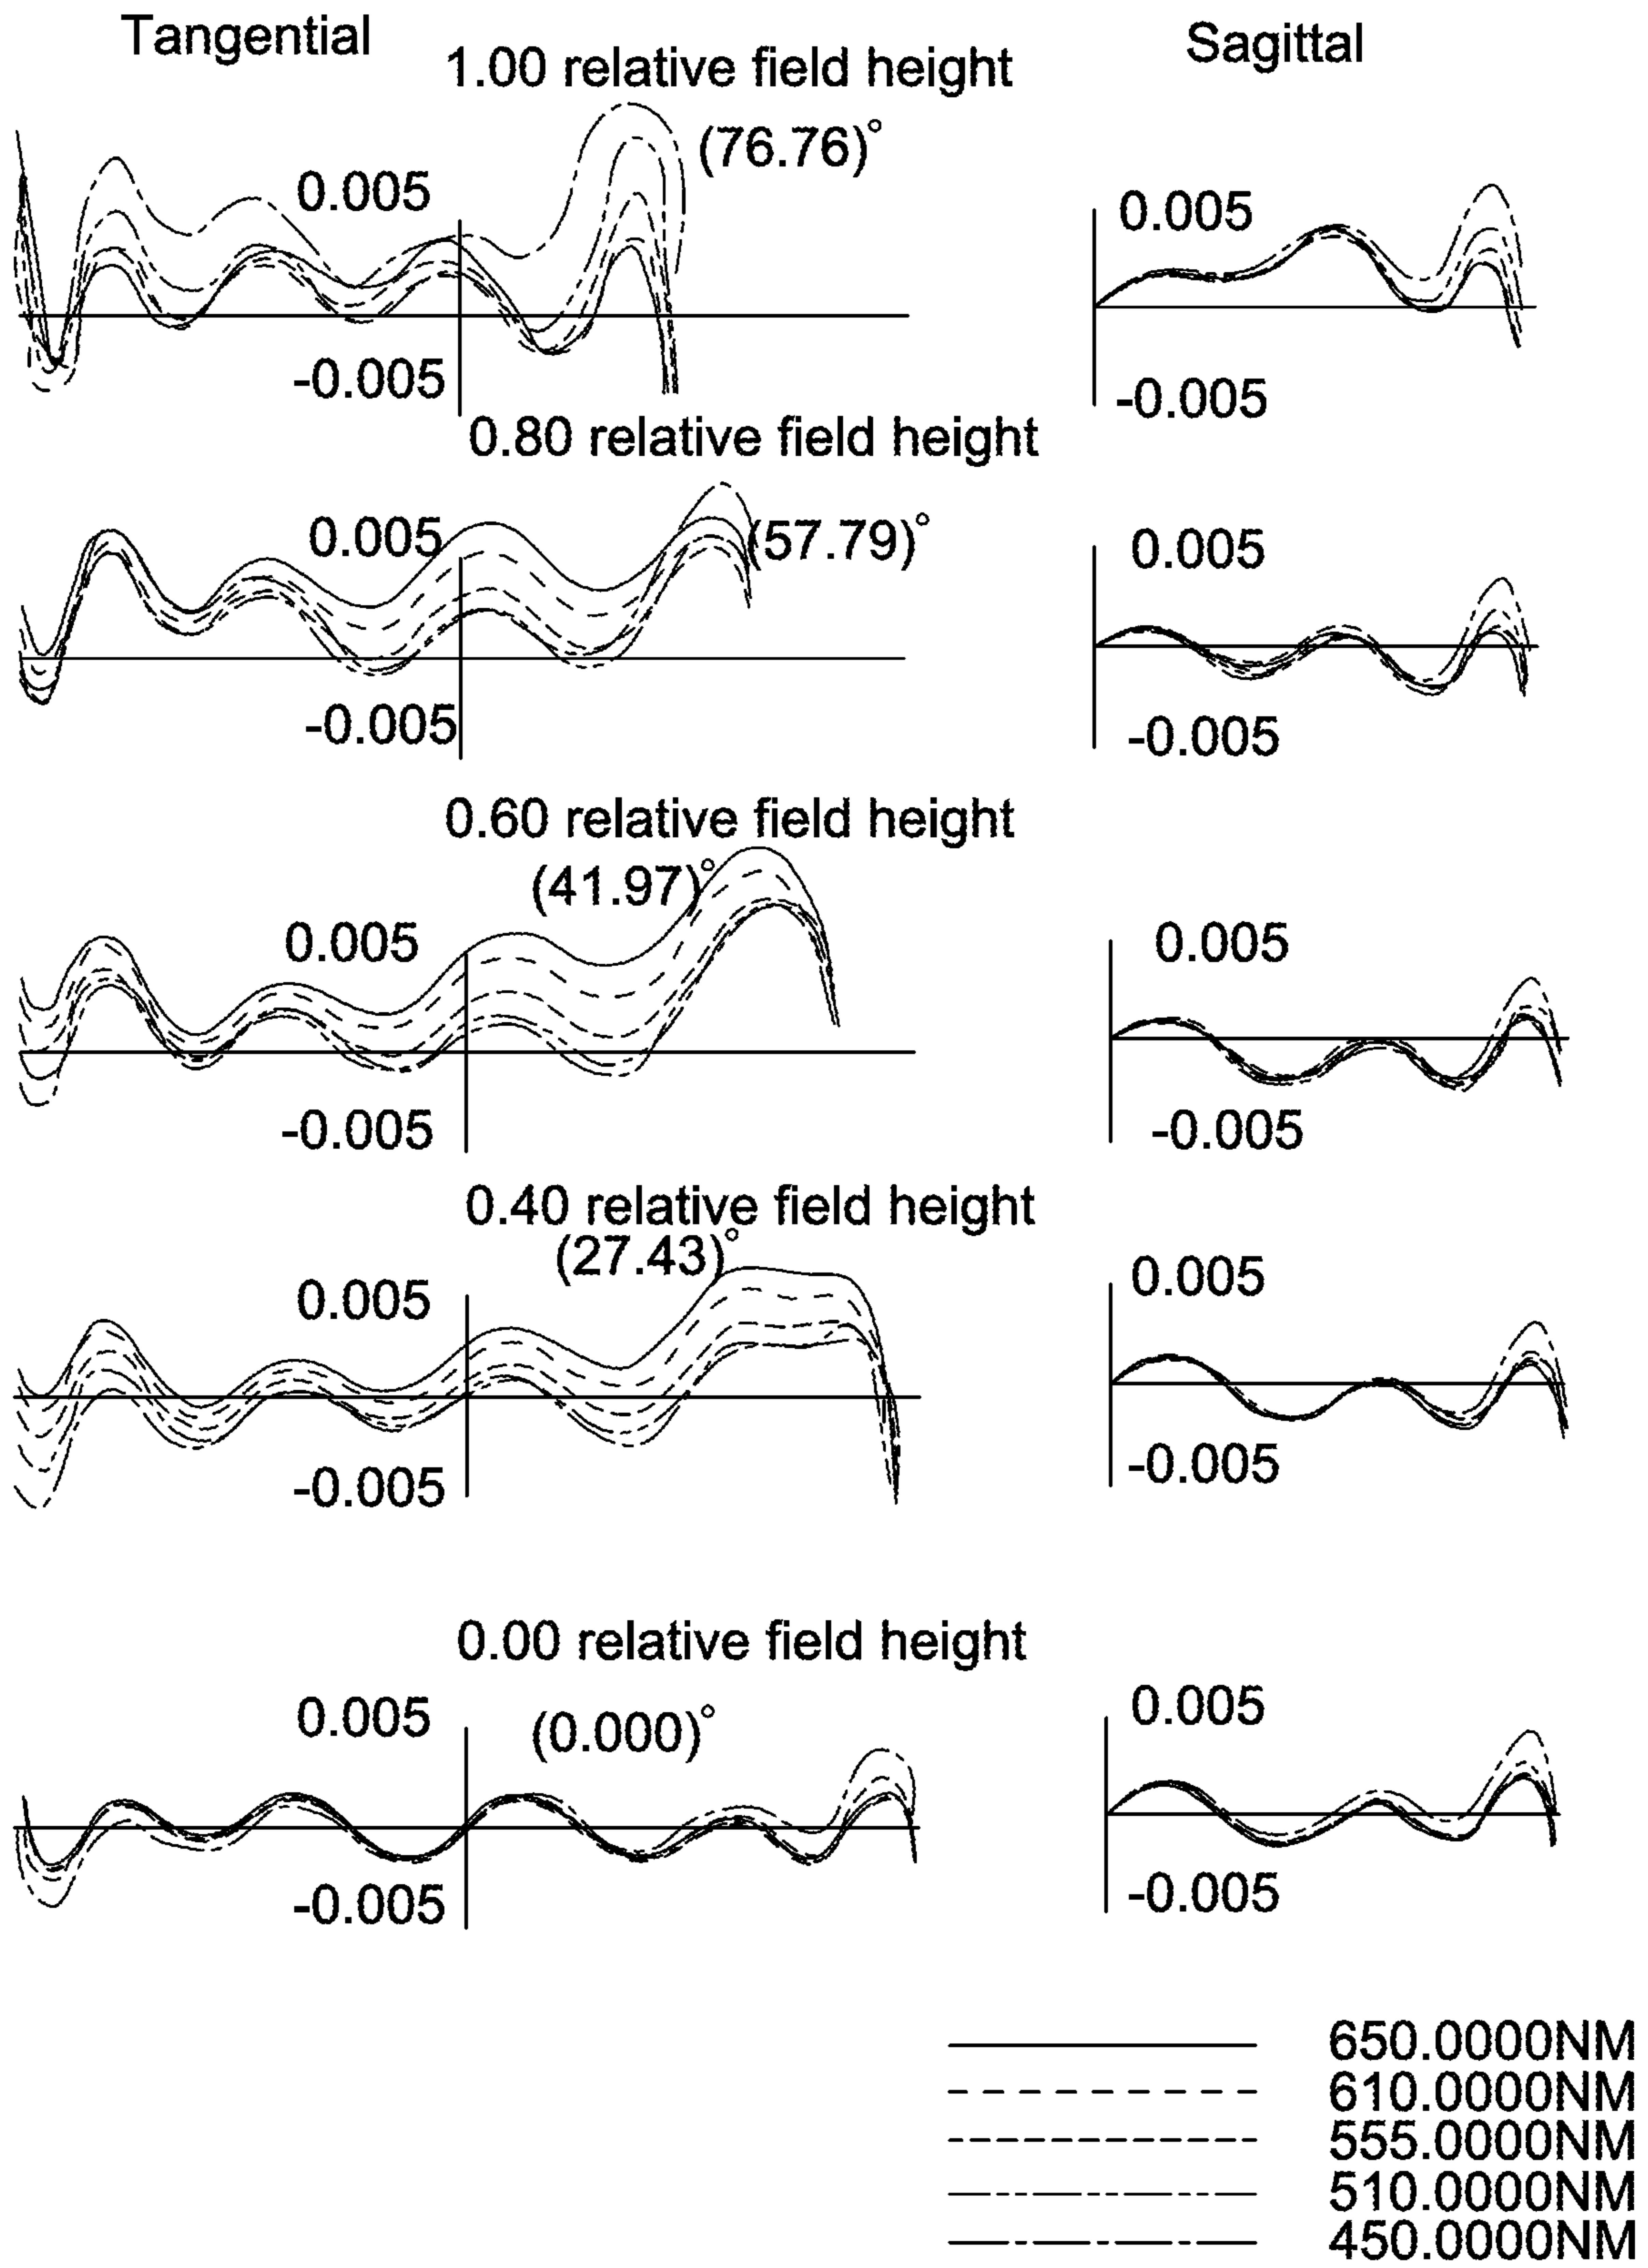 Tangential
Sagittal
1.00 relative field height
(76.76)°
0.005
-0.005
0.005
-0.005
0.80 relative field height
(57.79)°
0.005
-0.005
0.005
-0.005
0.60 relative field height
(41.97)°
0.005
-0.005
0.005
-0.005
0.40 relative field height
(27.43)°
0.005
-0.005
0.005
-0.005
0.00 relative field height
(0.000)°
0.005
-0.005
0.005
-0.005
650.0000NM
610.0000NM
555.0000NM
510.0000NM
450.0000NM